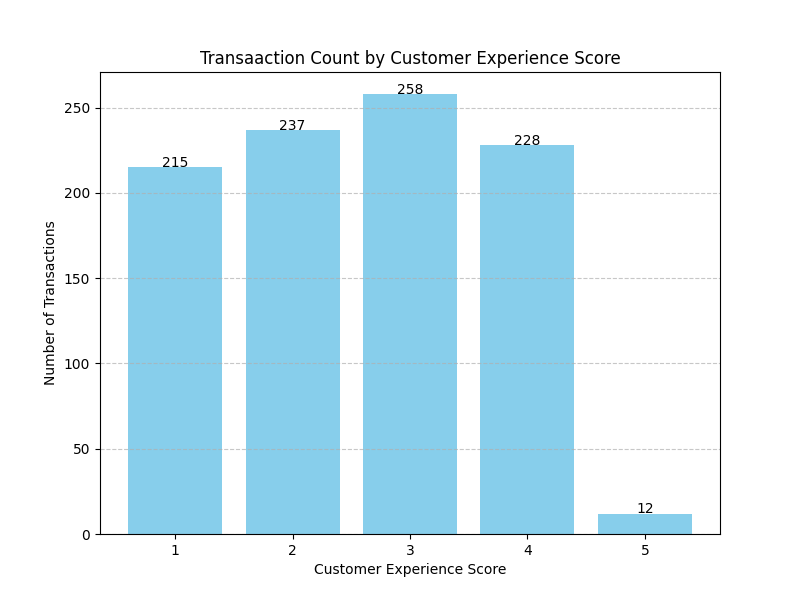 Transaaction Count by Customer Experience Score
258
250
237
228
215
200
150
100
50
12
0
1 2 3 4 5
Number of Transactions
Customer Experience Score